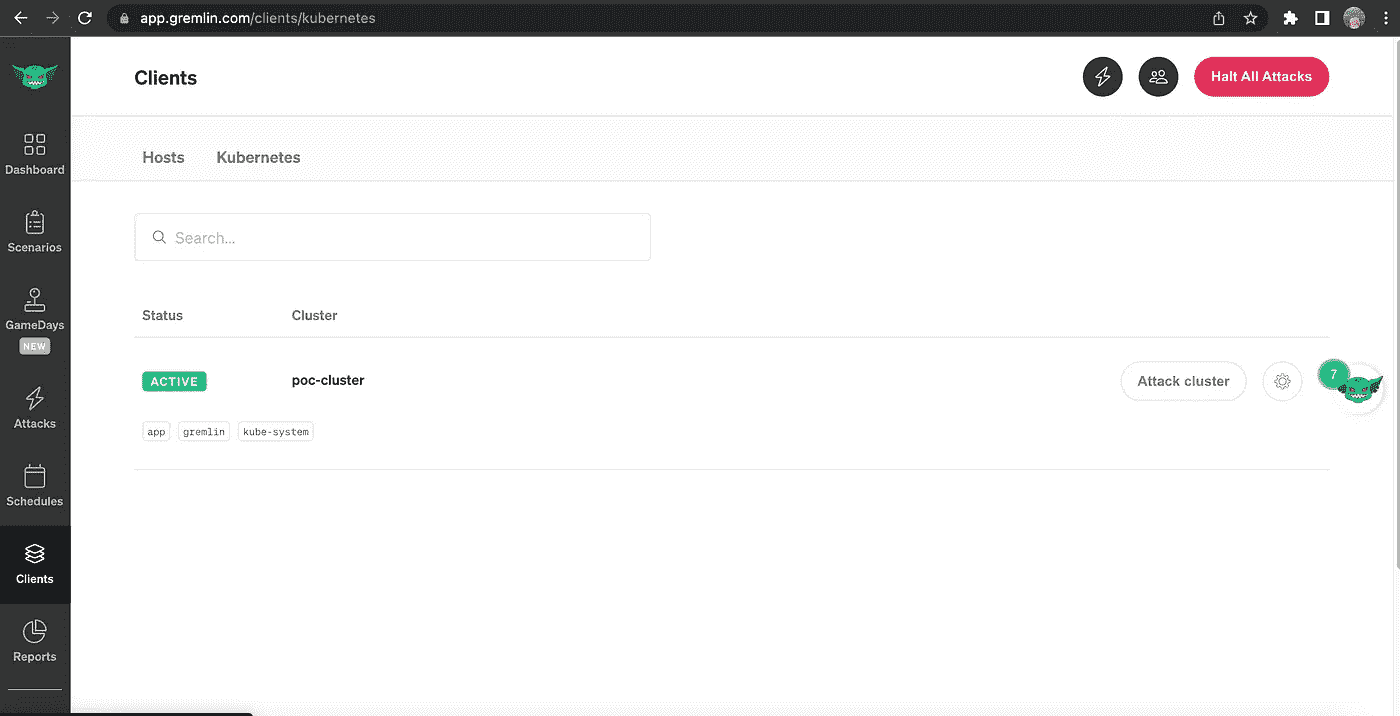 app.gremlin.com/clients/kubernetes
Clients
Halt All Attacks
Hosts
Kubernetes
Dashboard
Scenarios
GameDays
NEW
Attacks
Schedules
Clients
Reports
Search...
Status
Cluster
ACTIVE
poc-cluster
Attack cluster
7
app
gremlin
kube-system